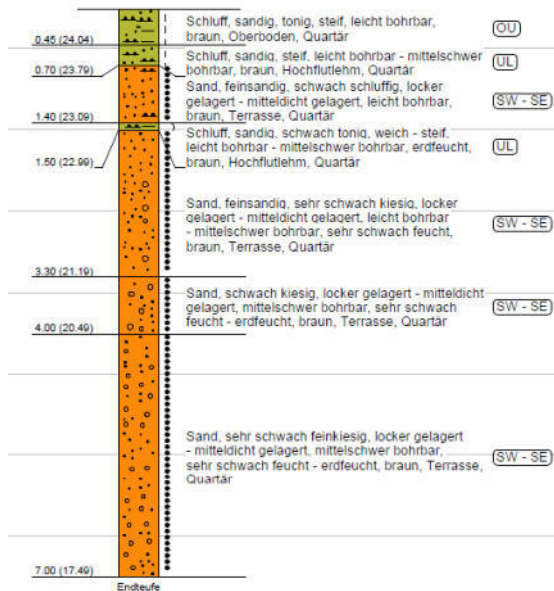 Schluff, sandig, tonig, steif, leicht bohrbar,
braun, Oberboden, Quartär
OU
0.45 (24.04)
Schluff, sandig, steif, leicht bohrbar - mittelschwer
bohrbar, braun, Hochflutlehm, Quartär
UL
0.70 (23.79)
Sand, feinsandig, schwach schluffig, locker
gelagert - mitteldicht gelagert, leicht bohrbar,
braun, Terrasse, Quartär
SW - SE
1.40 (23.09)
Schluff, sandig, schwach tonig, weich - steif,
leicht bohrbar - mittelschwer bohrbar, erdfeucht,
braun, Hochflutlehm, Quartär
UL
1.50 (22.99)
Sand, feinsandig, sehr schwach kiesig, locker
gelagert - mitteldicht gelagert, leicht bohrbar
- mittelschwer bohrbar, sehr schwach feucht,
braun, Terrasse, Quartär
SW - SE
3.30 (21.19)
Sand, schwach kiesig, locker gelagert - mitteldicht
gelagert, mittelschwer bohrbar, sehr schwach
feucht - erdfeucht, braun, Terrasse, Quartär
SW - SE
4.00 (20.49)
Sand, sehr schwach feinkiesig, locker gelagert
- mitteldicht gelagert, mittelschwer bohrbar,
sehr schwach feucht - erdfeucht, braun, Terrasse,
Quartär
SW - SE
7.00 (17.49)
Endteufe